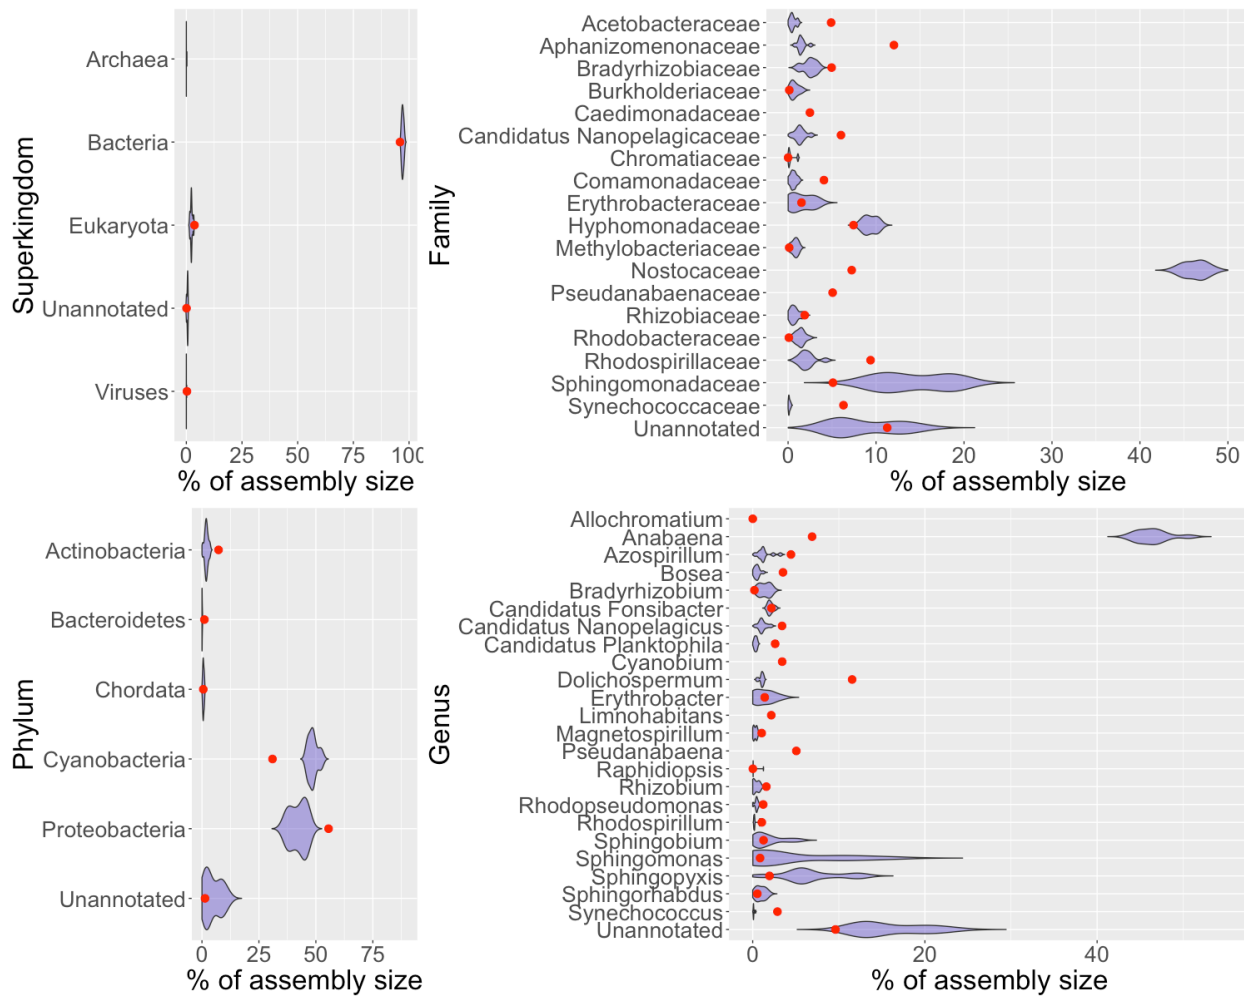 Superkingdom
Archaea
Bacteria
Eukaryota
Unannotated
Viruses
0 25 50 75 100
% of assembly size
Family
Acetobacteraceae
Aphanizomenonaceae
Bradyrhizobiaceae
Burkholderiaceae
Caedimonadaceae
Candidatus Nanopelagicaceae
Chromatiaceae
Comamonadaceae
Erythrobacteraceae
Hyphomonadaceae
Methylobacteriaceae
Nostocaceae
Pseudanabaenaceae
Rhizobiaceae
Rhodobacteraceae
Rhodospirillaceae
Sphingomonadaceae
Synechococcaceae
Unannotated
0 10 20 30 40 50
% of assembly size
Phylum
Actinobacteria
Bacteroidetes
Chordata
Cyanobacteria
Proteobacteria
Unannotated
0 25 50 75
% of assembly size
Genus
Allochromatium
Anabaena
Azospirillum
Bosea
Bradyrhizobium
Candidatus Fonsibacter
Candidatus Nanopelagicus
Candidatus Planktophila
Cyanobium
Dolichospermum
Erythrobacter
Limnohabitans
Magnetospirillum
Pseudanabaena
Raphidiopsis
Rhizobium
Rhodopseudomonas
Rhodospirillum
Sphingobium
Sphingomonas
Sphingopyxis
Sphingorhabdus
Synechococcus
Unannotated
0 20 40
% of assembly size